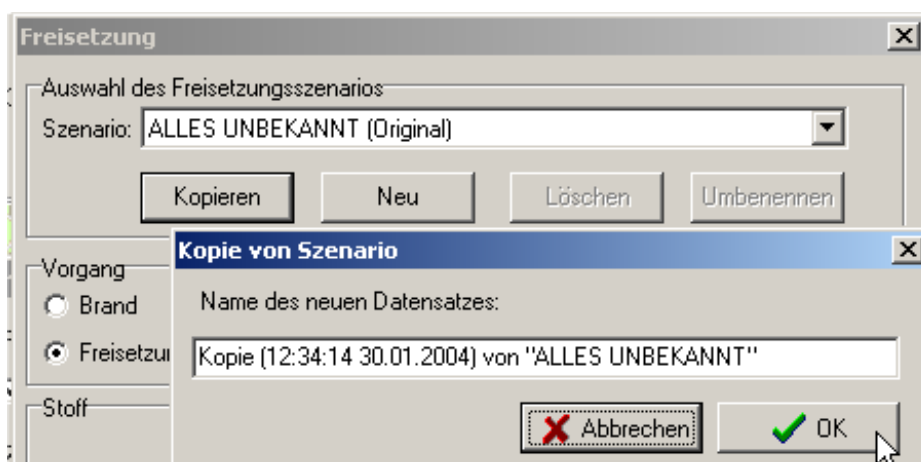 Freisetzung
Auswahl des Freisetzungsszenarios
Szenario: ALLES UNBEKANNT (Original)
Kopieren Neu Löschen Umbenennen
Kopie von Szenario
Vorgang
Name des neuen Datensatzes:
Brand
Freisetzu
Kopie (12:34:14 30.01.2004) von "ALLES UNBEKANNT"
Stoff
Abbrechen OK